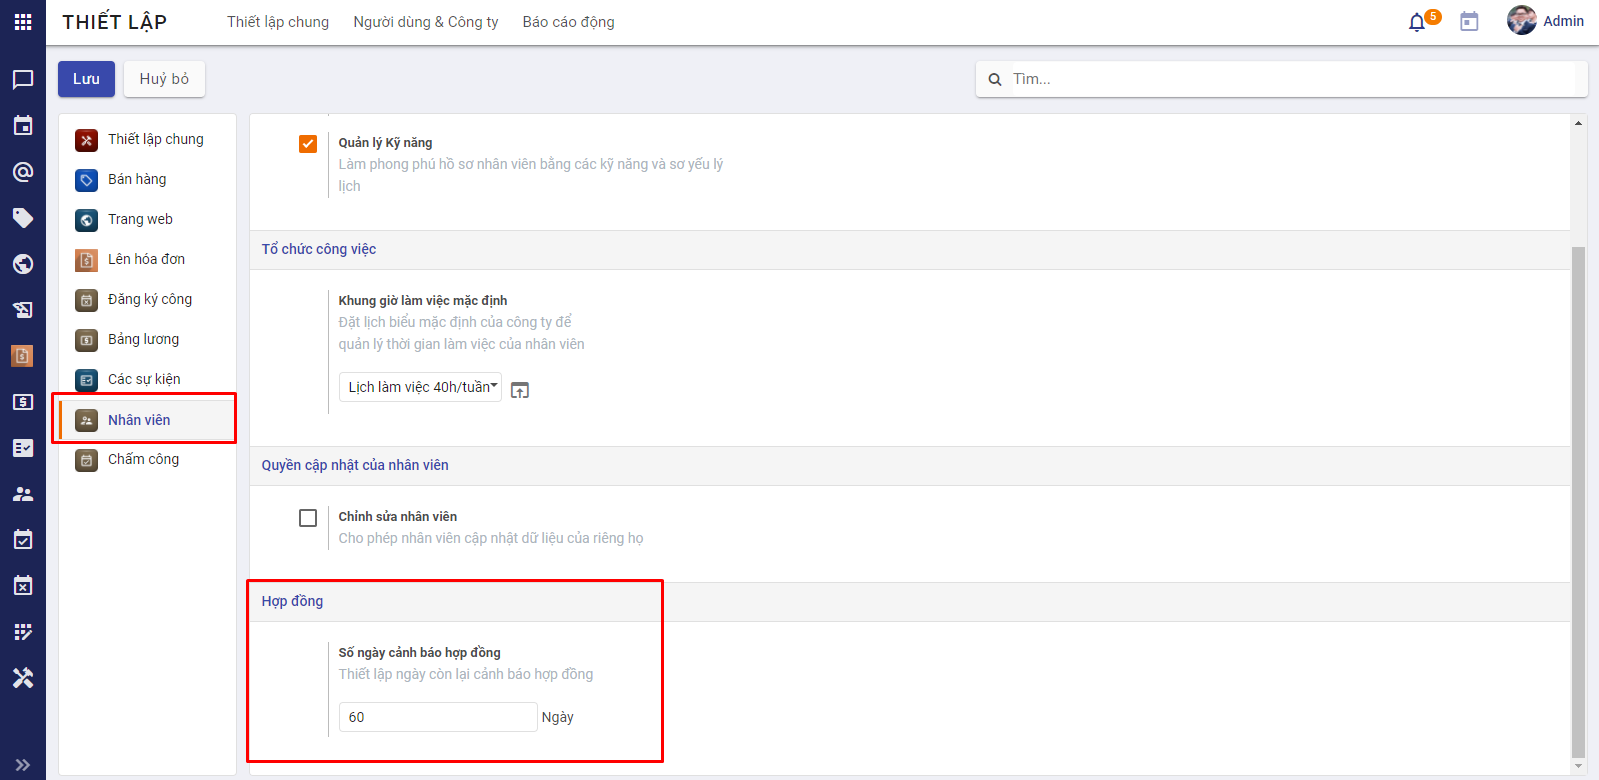 THIẾT LẬP
Thiết lập chung
Người dùng & Công ty
Báo cáo động
5
Admin
Lưu
Huỷ bỏ
Tìm...
Thiết lập chung
Bán hàng
Trang web
Lên hóa đơn
Đăng ký công
Bảng lương
Các sự kiện
Nhân viên
Chấm công
Quản lý Kỹ năng
Làm phong phú hồ sơ nhân viên bằng các kỹ năng và sơ yếu lý
lịch
Tổ chức công việc
Khung giờ làm việc mặc định
Đặt lịch biểu mặc định của công ty để
quản lý thời gian làm việc của nhân viên
Lịch làm việc 40h/tuần
Quyền cập nhật của nhân viên
Chỉnh sửa nhân viên
Cho phép nhân viên cập nhật dữ liệu của riêng họ
Hợp đồng
Số ngày cảnh báo hợp đồng
Thiết lập ngày còn lại cảnh báo hợp đồng
60 Ngày